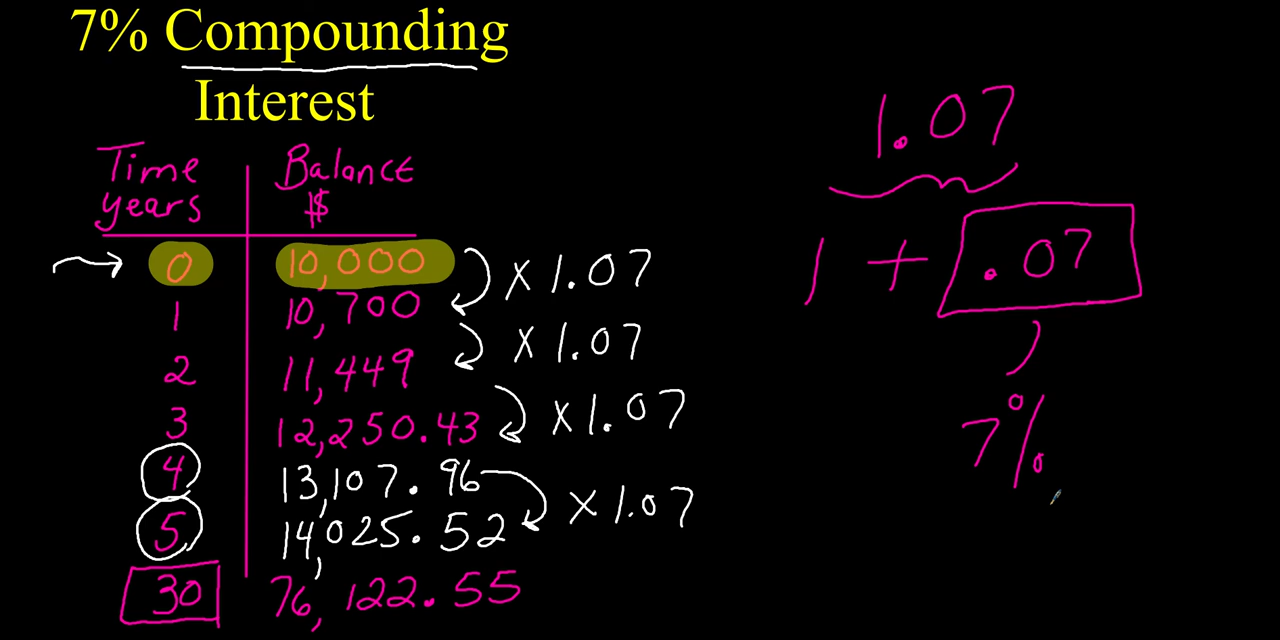 7% Compounding
Interest
Time years | Balance $
0 | 10,000 x 1.07
1 | 10,700
x 1.07
2 | 11,449
x 1.07
3 | 12,250.43
4 | 13,107.96
x 1.07
5 | 14,025.52
30 | 76,122.55
1.07
1 + .07
7%